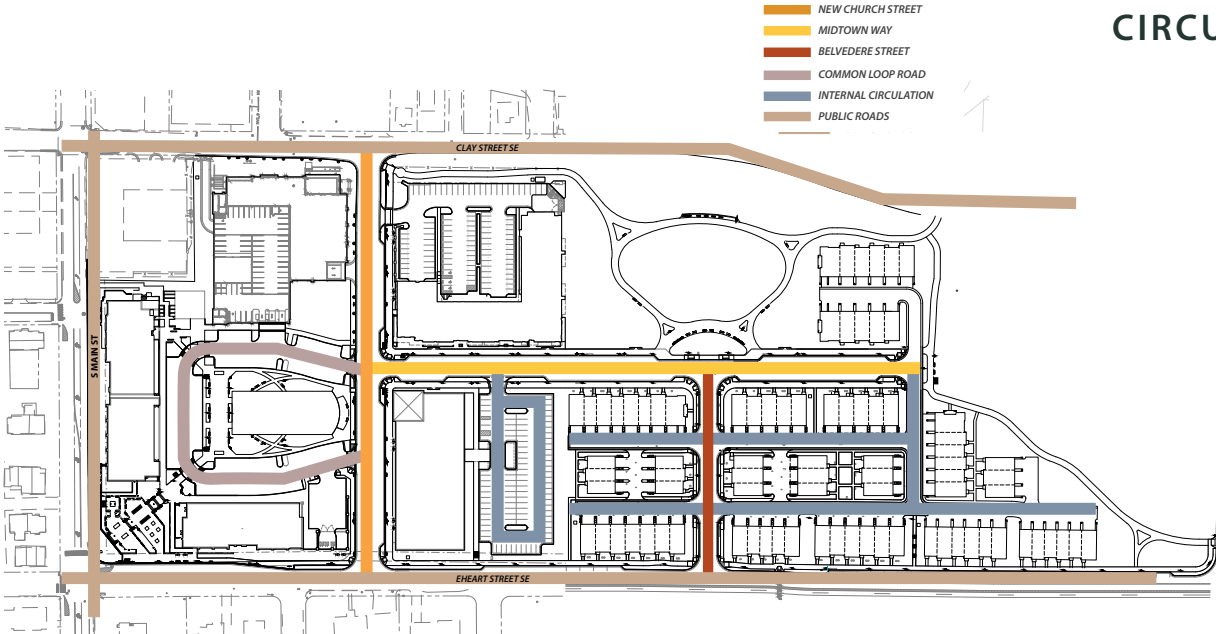 NEW CHURCH STREET
MIDTOWN WAY
BELVEDERE STREET
COMMON LOOP ROAD
INTERNAL CIRCULATION
PUBLIC ROADS
CIRCU
CLAY STREET SE
S MAIN ST
EHEART STREET SE